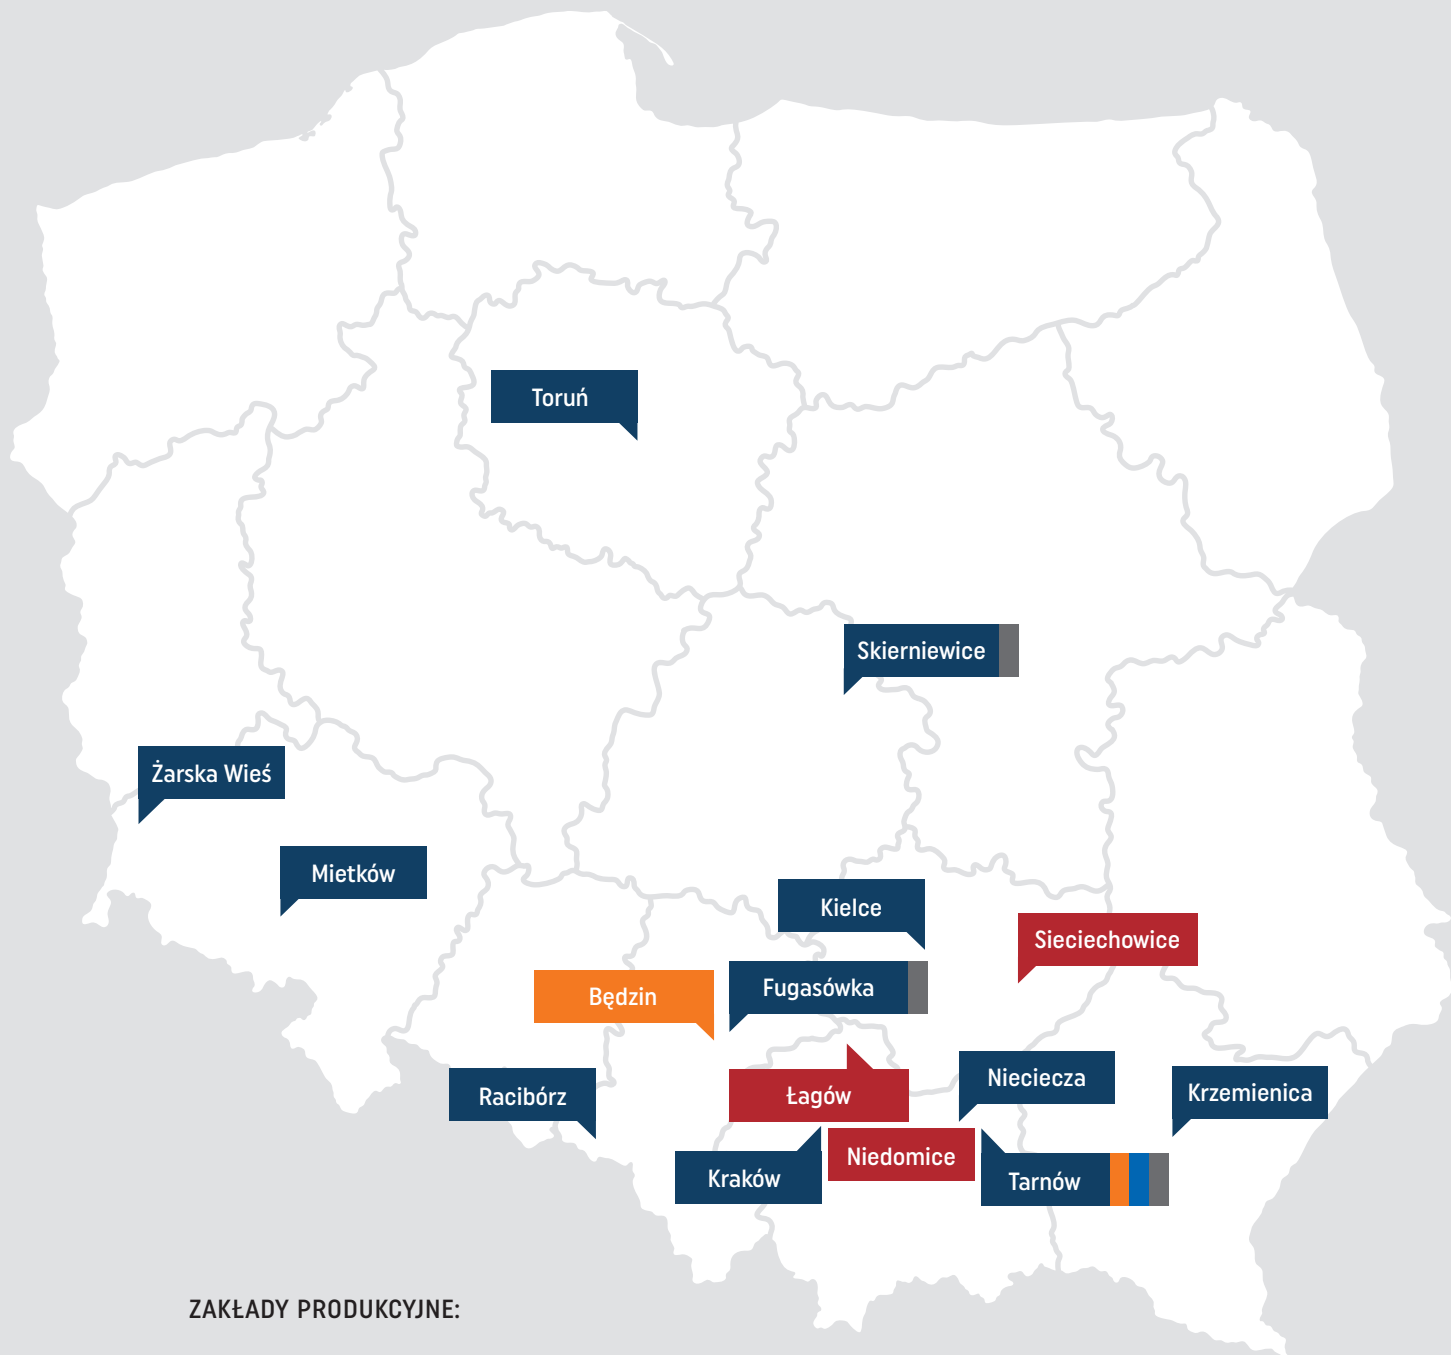 Toruń
Skierniewice
Żarska Wieś
Mietków
Kielce
Sieciechowice
Będzin
Fugasówka
Nieciecza
Racibórz
Łagów
Krzemienica
Niedomice
Kraków
Tarnów
ZAKŁADY PRODUKCYJNE: